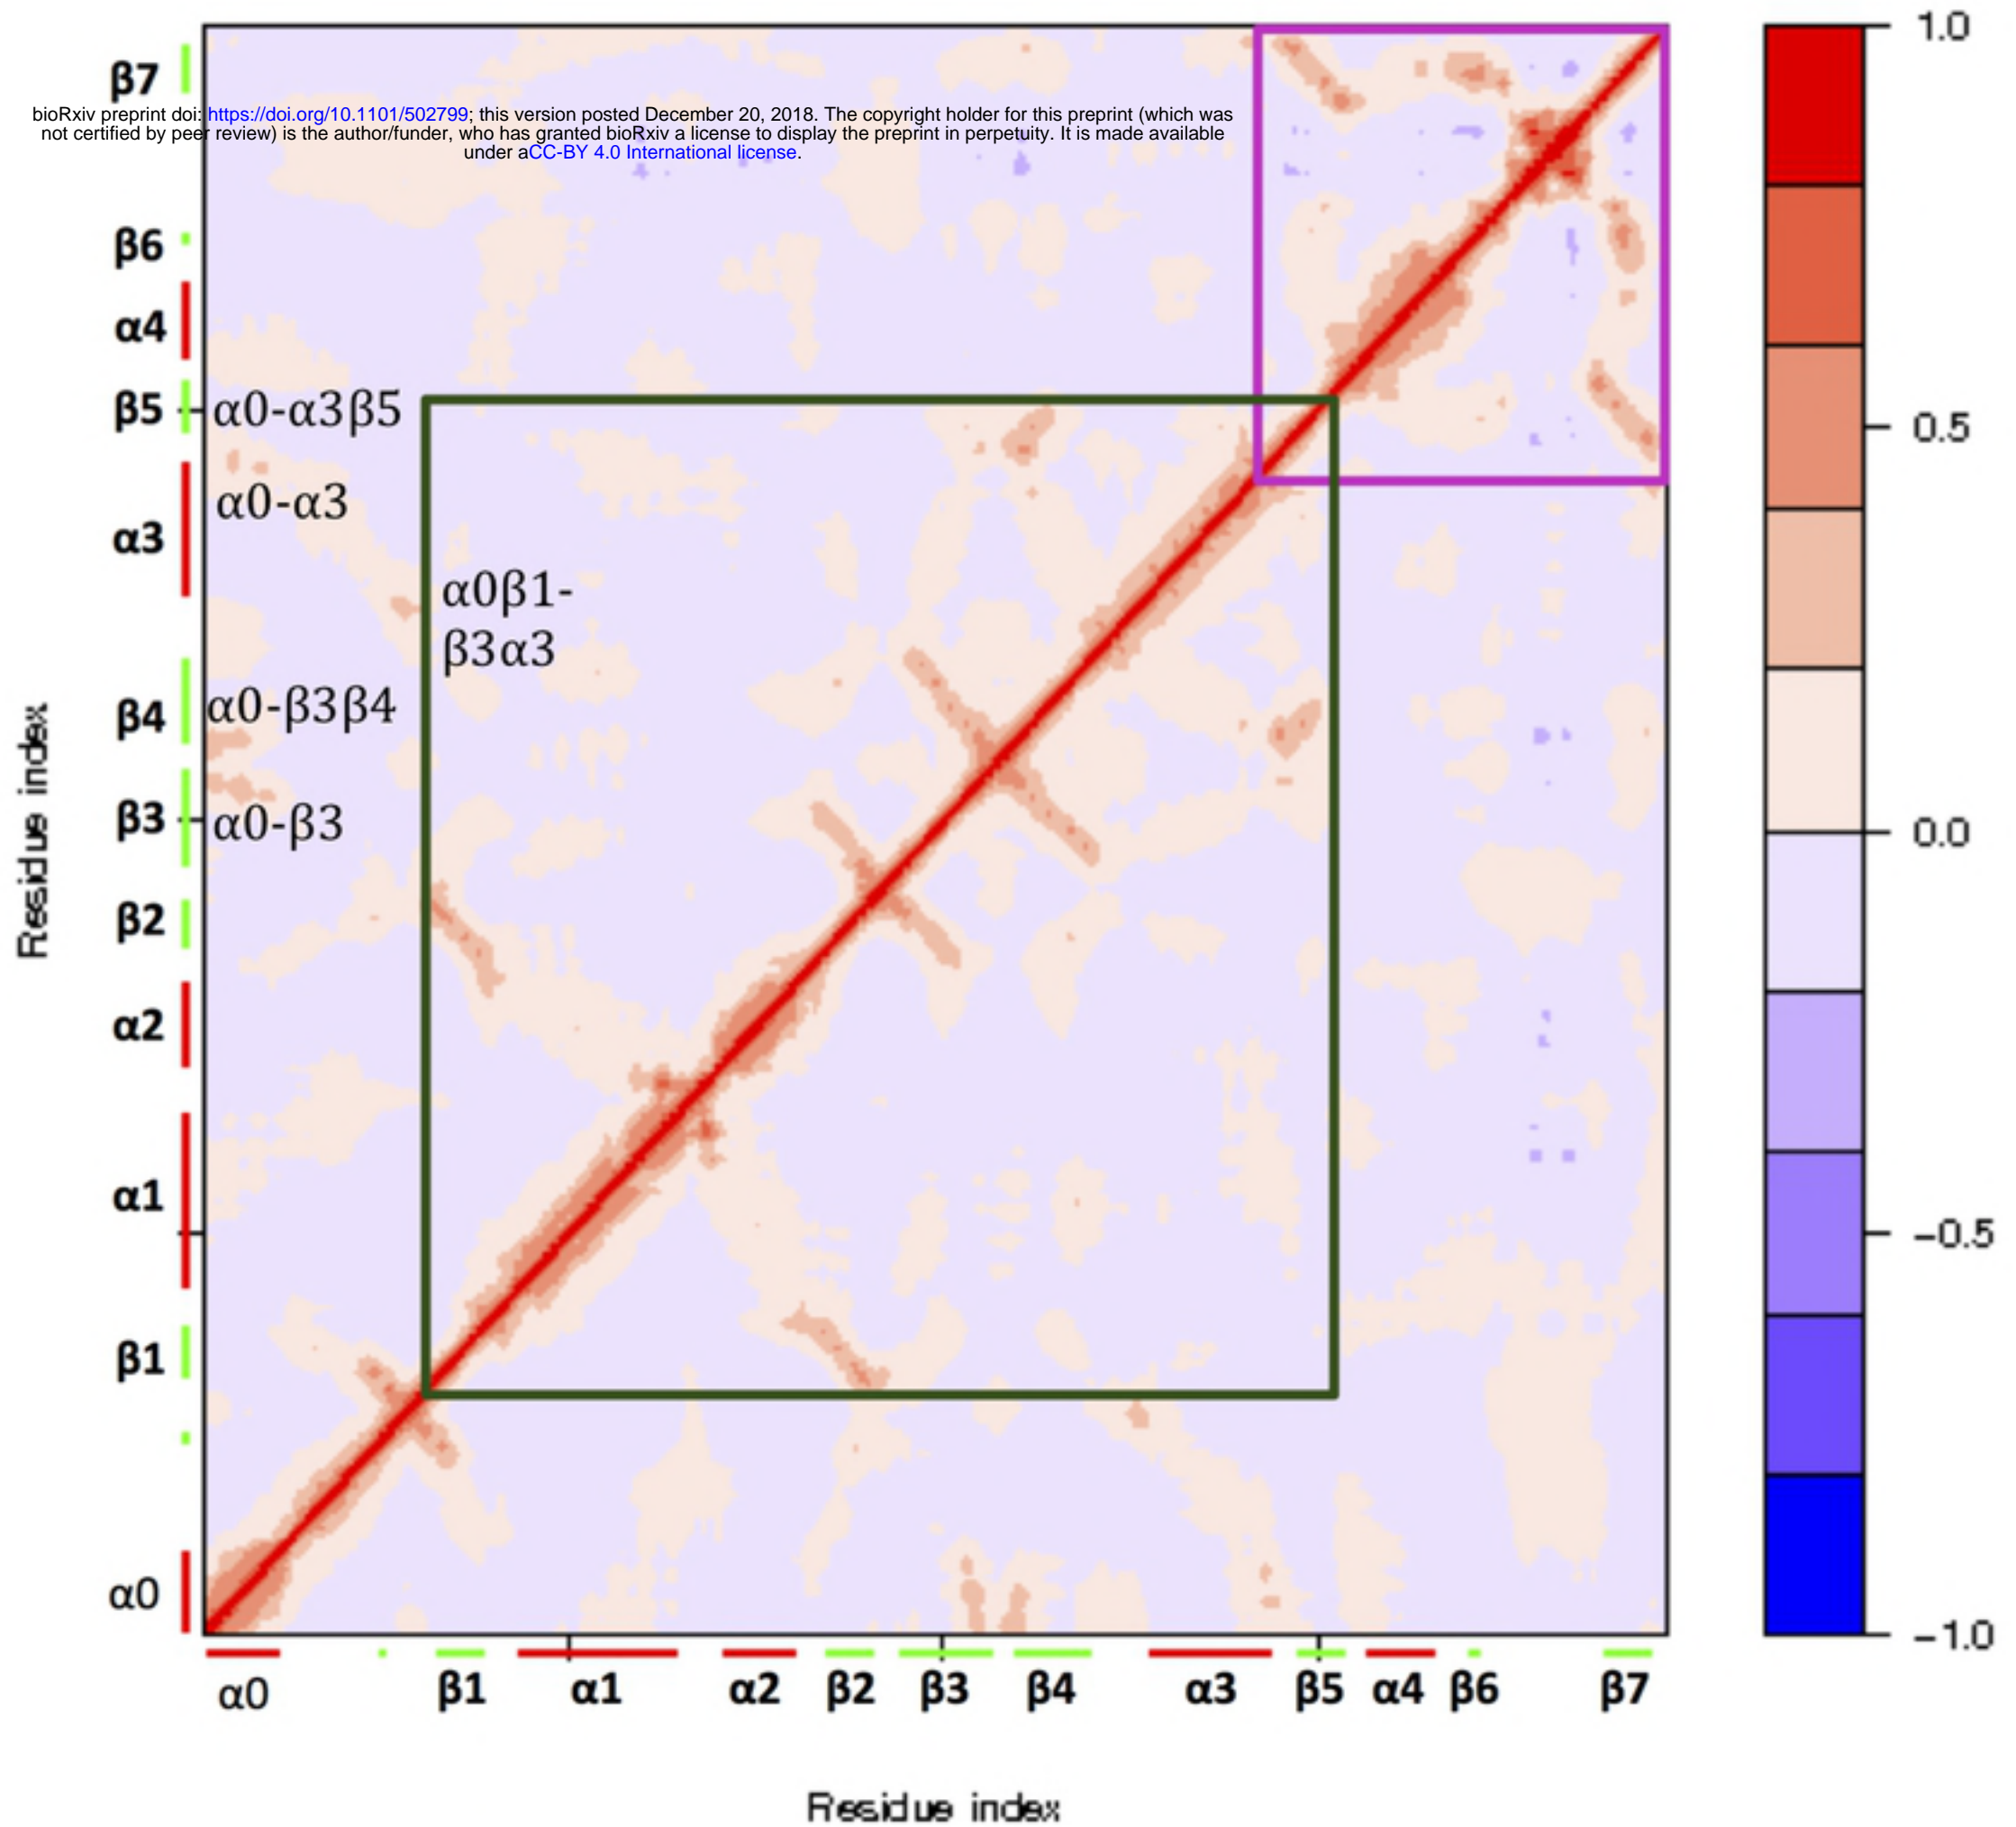 1.0
β7
bioRxiv preprint doi: https://doi.org/10.1101/502799; this version posted December 20, 2018. The copyright holder for this preprint (which was
not certified by peer review) is the author/funder, who has granted bioRxiv a license to display the preprint in perpetuity. It is made available
under aCC-BY 4.0 International license.
β6
α4
β5
α0-α3β5
0.5
α0-α3
α3
α0β1-
β3α3
α0-β3β4
β4
β3
α0-β3
0.0
Residue index
β2
α2
α1
-0.5
β1
α0
-1.0
α0 β1 α1 α2 β2 β3 β4 α3 β5 α4 β6 β7
Residue index